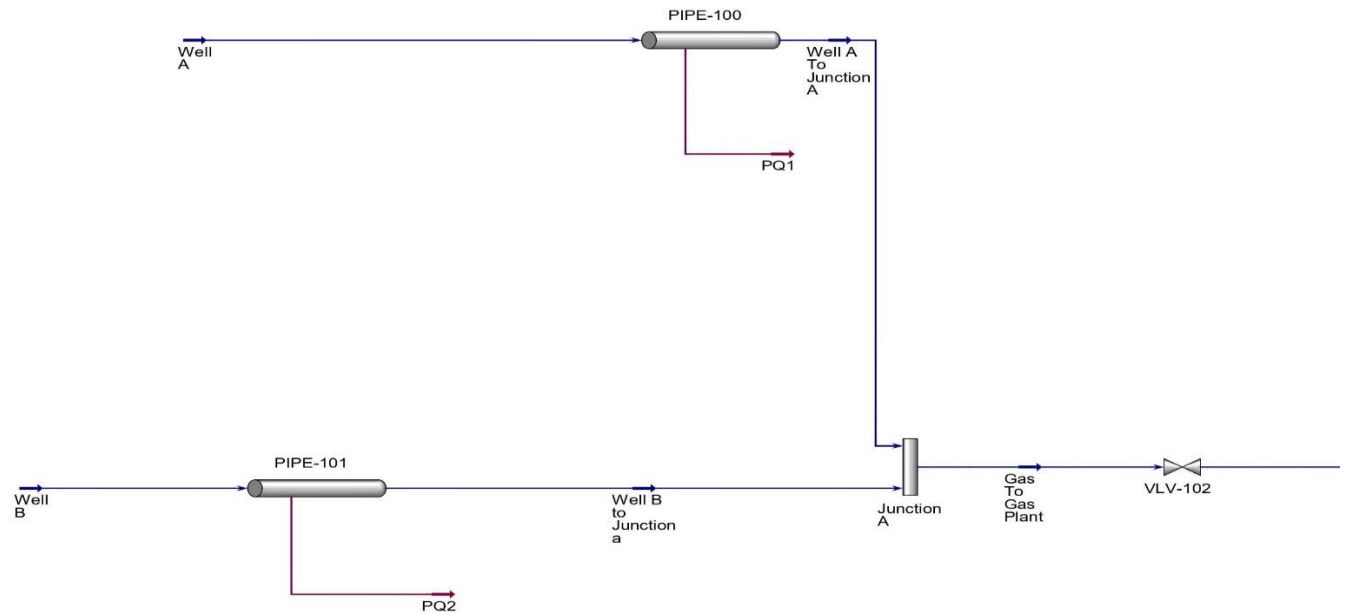 PIPE-100
Well
A
Well A
To
Junction
A
PQ1
PIPE-101
Well
B
Well B
to
Junction
a
Junction
A
Gas
To
Gas
Plant
VLV-102
PQ2